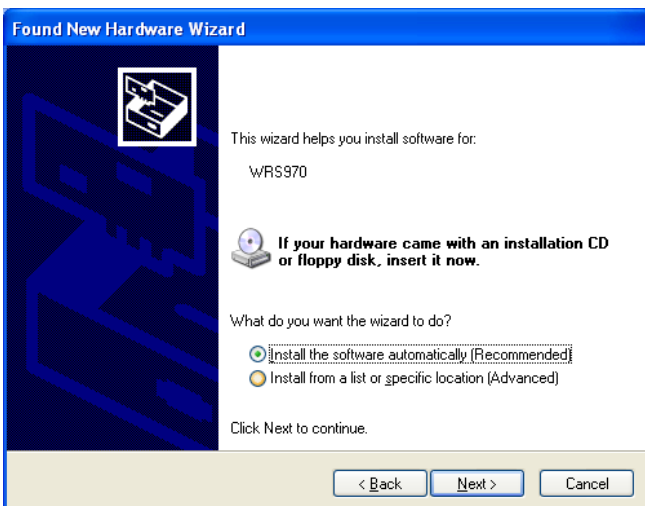 Found New Hardware Wizard
This wizard helps you install software for:
WRS970
If your hardware came with an installation CD
or floppy disk, insert it now.
What do you want the wizard to do?
Install the software automatically (Recommended)
Install from a list or specific location (Advanced)
Click Next to continue.
< Back Next > Cancel